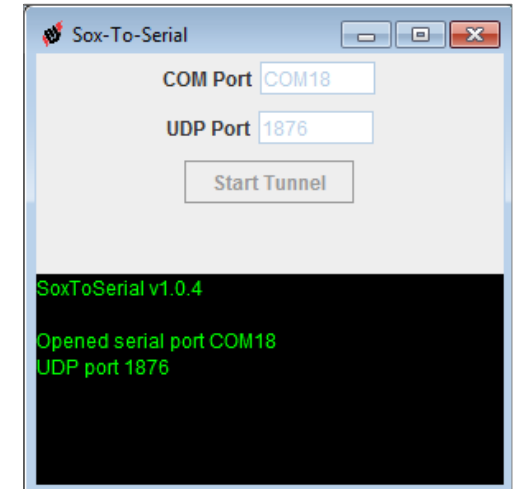 Sox-To-Serial
COM Port COM18
UDP Port 1876
Start Tunnel
SoxToSerial v1.0.4
Opened serial port COM18
UDP port 1876